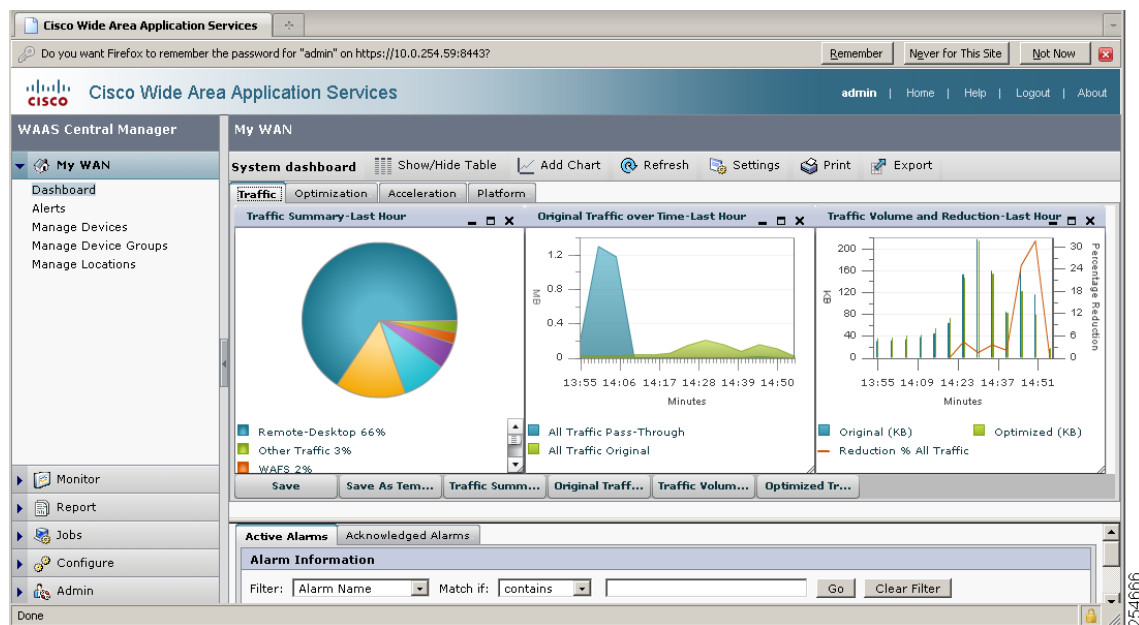 Cisco Wide Area Application Services
Do you want Firefox to remember the password for "admin" on https://10.0.254.59:8443?
Remember
Never for This Site
Not Now
CISCO
Cisco Wide Area Application Services
admin | Home | Help | Logout | About
WAAS Central Manager
My WAN
My WAN
Dashboard
Alerts
Manage Devices
Manage Device Groups
Manage Locations
Monitor
Report
Jobs
Configure
Admin
System dashboard
Show/Hide Table
Add Chart
Refresh
Settings
Print
Export
Traffic
Optimization
Acceleration
Platform
Traffic Summary-Last Hour
Remote-Desktop 66%
Other Traffic 3%
WAFS 2%
Original Traffic over Time-Last Hour
1.2
0.8
0.4
0
MB
13:55 14:06 14:17 14:28 14:39 14:50
Minutes
All Traffic Pass-Through
All Traffic Original
Traffic Volume and Reduction-Last Hour
200
160
120
80
40
0
KB
30
24
18
12
6
0
Percentage Reduction
13:55 14:09 14:23 14:37 14:51
Minutes
Original (KB)
Optimized (KB)
Reduction % All Traffic
Save
Save As Tem...
Traffic Summ...
Original Traff...
Traffic Volum...
Optimized Tr...
Active Alarms
Acknowledged Alarms
Alarm Information
Filter:
Alarm Name
Match if:
contains
Go
Clear Filter
Done
254666